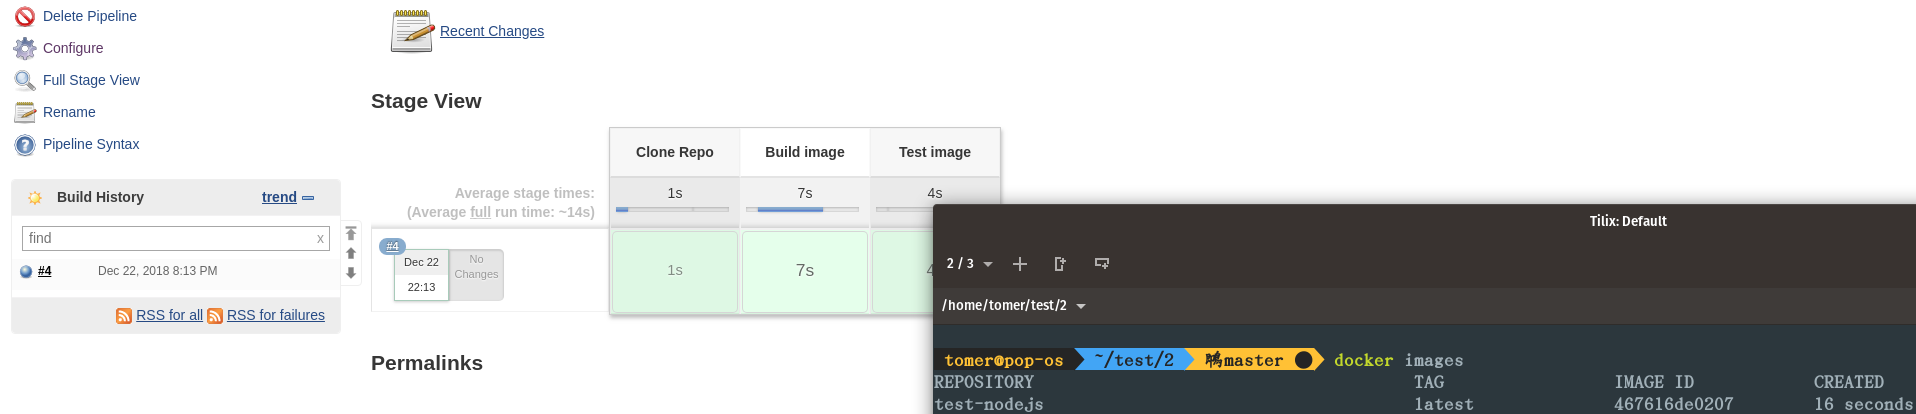 Delete Pipeline
Configure
Full Stage View
Rename
Pipeline Syntax
Build History
trend
find
x
#4
Dec 22, 2018 8:13 PM
RSS for all
RSS for failures
Recent Changes
Stage View
Clone Repo
Build image
Test image
Average stage times:
(Average full run time: ~14s)
1s
7s
4s
#4
Dec 22
22:13
No
Changes
1s
7s
Permalinks
Tilix: Default
2 / 3
/home/tomer/test/2
tomer@pop-os ~/test/2 master docker images
REPOSITORY TAG IMAGE ID CREATED
test-nodejs latest 467616de0207 16 seconds